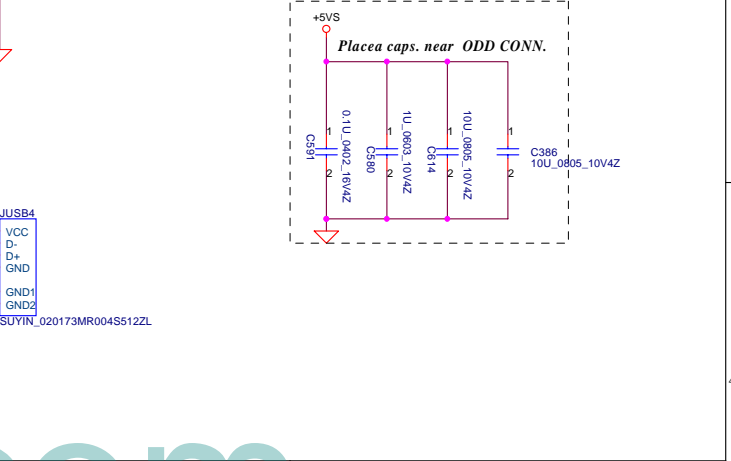 +5VS
Placea caps. near ODD CONN.
1
1
1
1
C591
0.1U_0402_16V4Z
C580
1U_0603_10V4Z
C614
10U_0805_10V4Z
C386
10U_0805_10V4Z
2
2
2
2
JUSB4
VCC
D-
D+
GND
GND1
GND2
SUYIN_020173MR004S512ZL